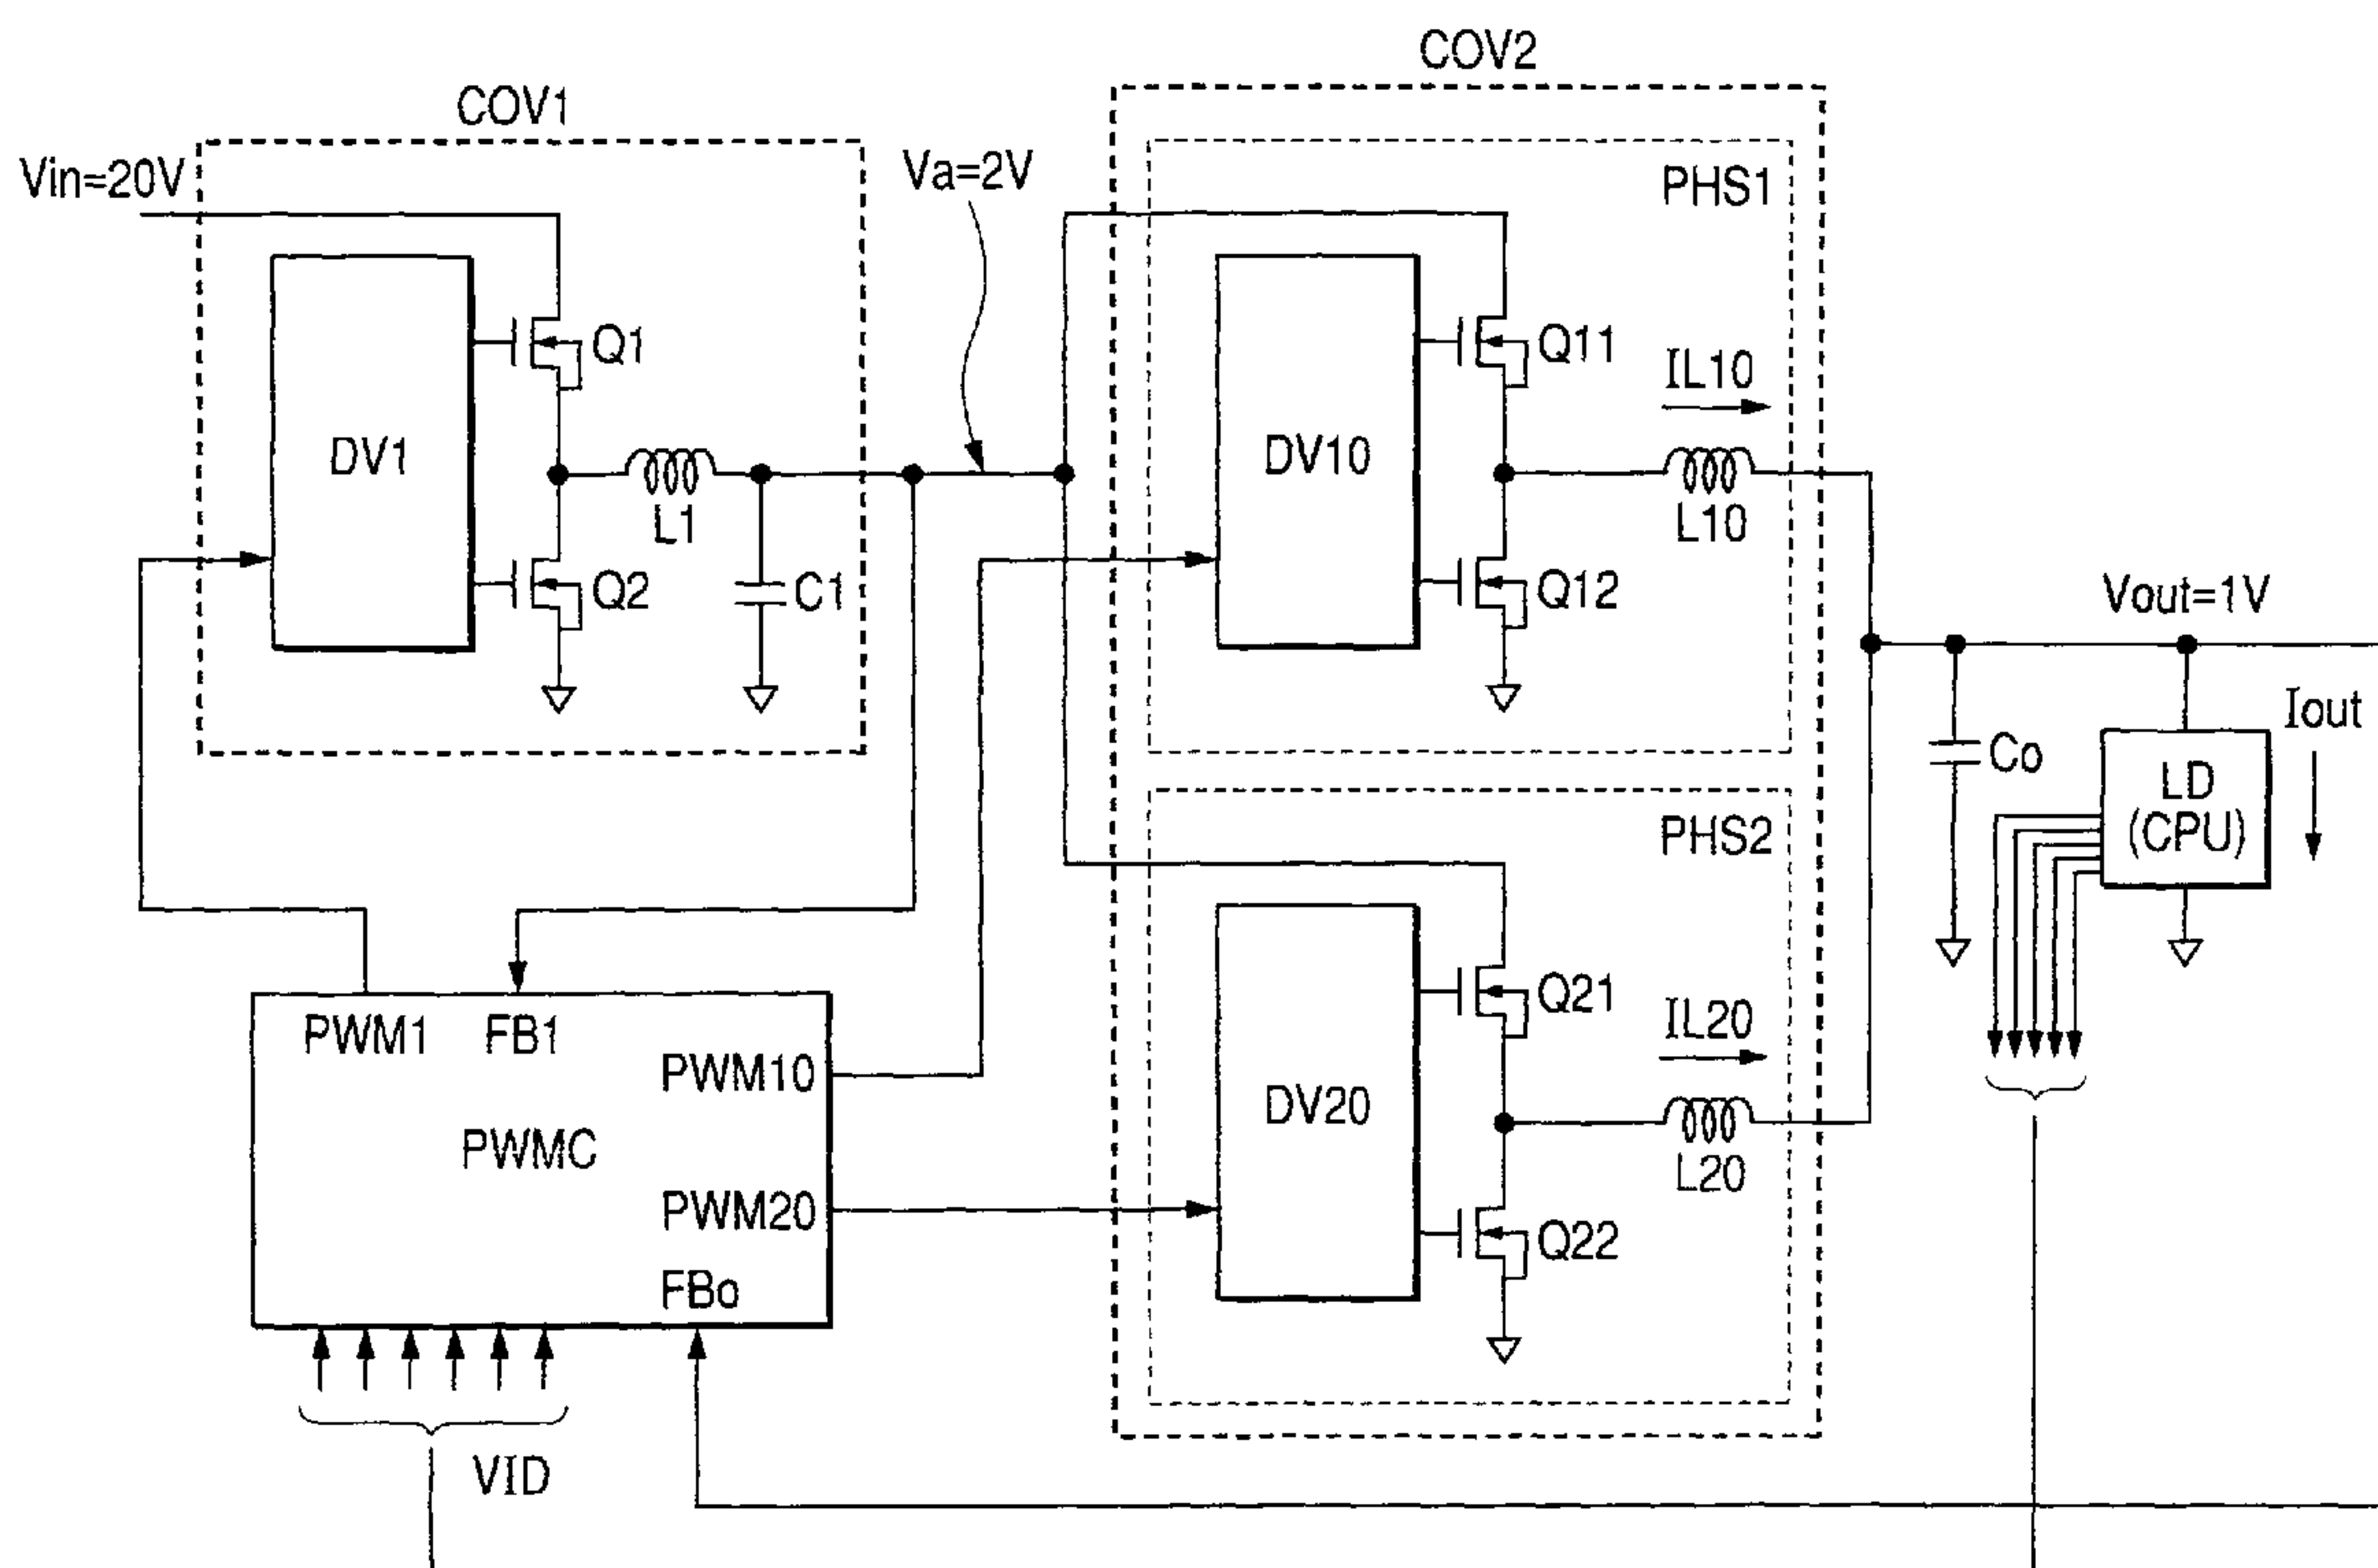 COV2
COV1
Vin=20V
Va=2V
PHS1
Q1
Q11
IL10
DV1
DV10
L1
L10
Q2
C1
Q12
Vout=1V
Iout
Co
LD
(CPU)
PHS2
Q21
IL20
PWM1
FB1
PWM10
DV20
PWMC
L20
PWM20
Q22
FBo
VID